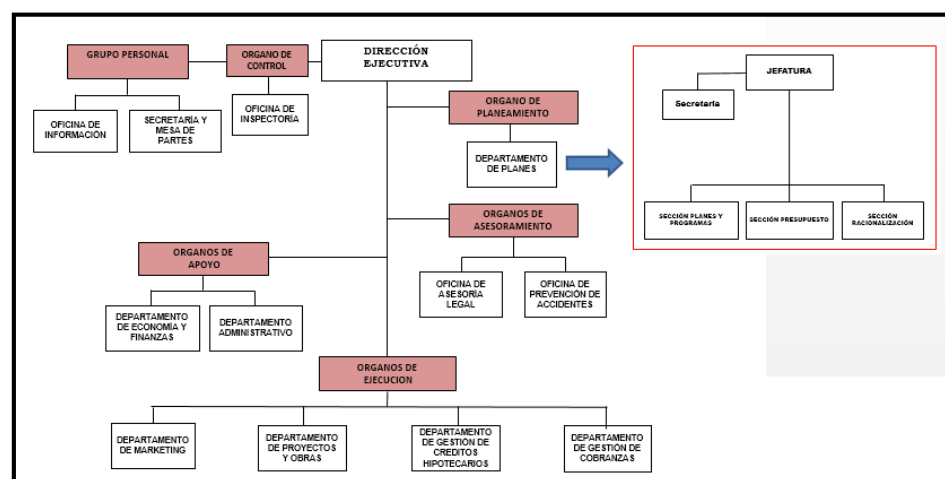 GRUPO PERSONAL
ORGANO DE
CONTROL
DIRECCIÓN
EJECUTIVA
OFICINA DE
INFORMACIÓN
SECRETARÍA Y
MESA DE
PARTES
OFICINA DE
INSPECTORÍA
ORGANO DE
PLANEAMIENTO
DEPARTAMENTO
DE PLANES
JEFATURA
Secretaría
SECCIÓN PLANES Y
PROGRAMAS
SECCIÓN PRESUPUESTO
SECCIÓN
RACIONALIZACIÓN
ORGANOS DE
ASESORAMIENTO
OFICINA DE
ASESORÍA
LEGAL
OFICINA DE
PREVENCIÓN DE
ACCIDENTES
ORGANOS DE
APOYO
DEPARTAMENTO
DE ECONOMÍA Y
FINANZAS
DEPARTAMENTO
ADMINISTRATIVO
ORGANOS DE
EJECUCION
DEPARTAMENTO
DE MARKETING
DEPARTAMENTO
DE PROYECTOS
Y OBRAS
DEPARTAMENTO
DE GESTIÓN DE
CREDITOS
HIPOTECARIOS
DEPARTAMENTO
DE GESTIÓN DE
COBRANZAS